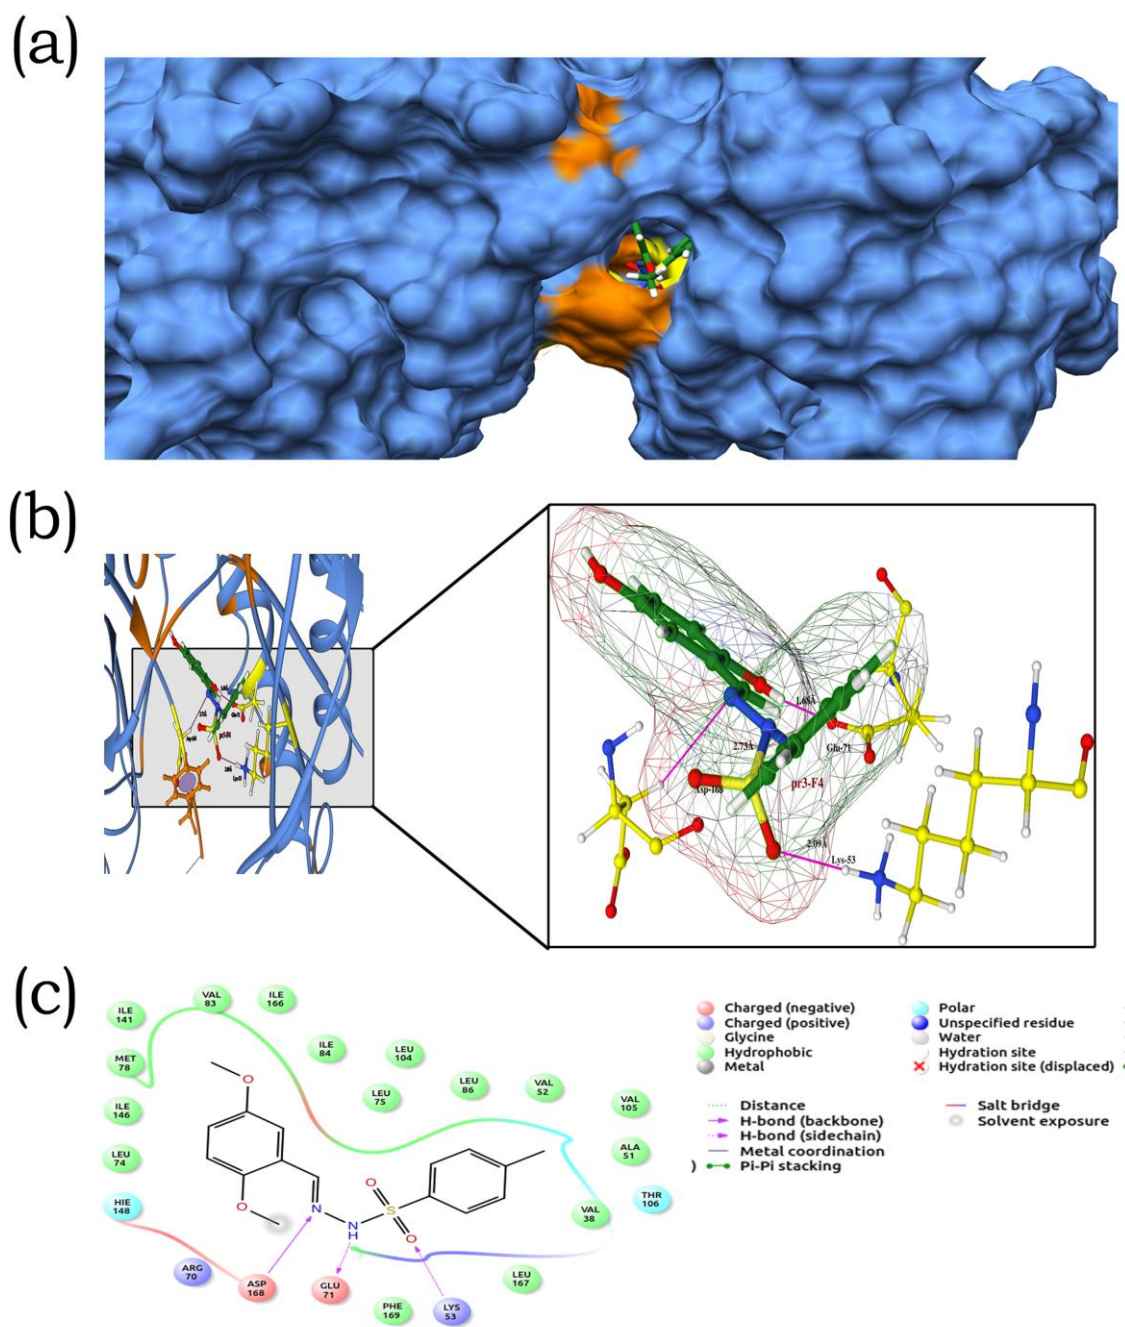 (a)
(b)
1.68Å
2.73Å
Glu-71
Asp-168
pr3-F4
2.09Å
Lys-53
(c)
VAL 83
ILE 166
ILE 141
ILE 84
LEU 104
MET 78
LEU 75
LEU 86
VAL 52
VAL 105
ILE 146
ALA 51
LEU 74
THR 106
HIE 148
VAL 38
ARG 70
ASP 168
GLU 71
LEU 167
PHE 169
LYS 53
O
O
N
N
H
O
S
O
Charged (negative)
Charged (positive)
Glycine
Hydrophobic
Metal
Polar
Unspecified residue
Water
Hydration site
Hydration site (displaced)
Distance
H-bond (backbone)
H-bond (sidechain)
Metal coordination
) Pi-Pi stacking
Salt bridge
Solvent exposure